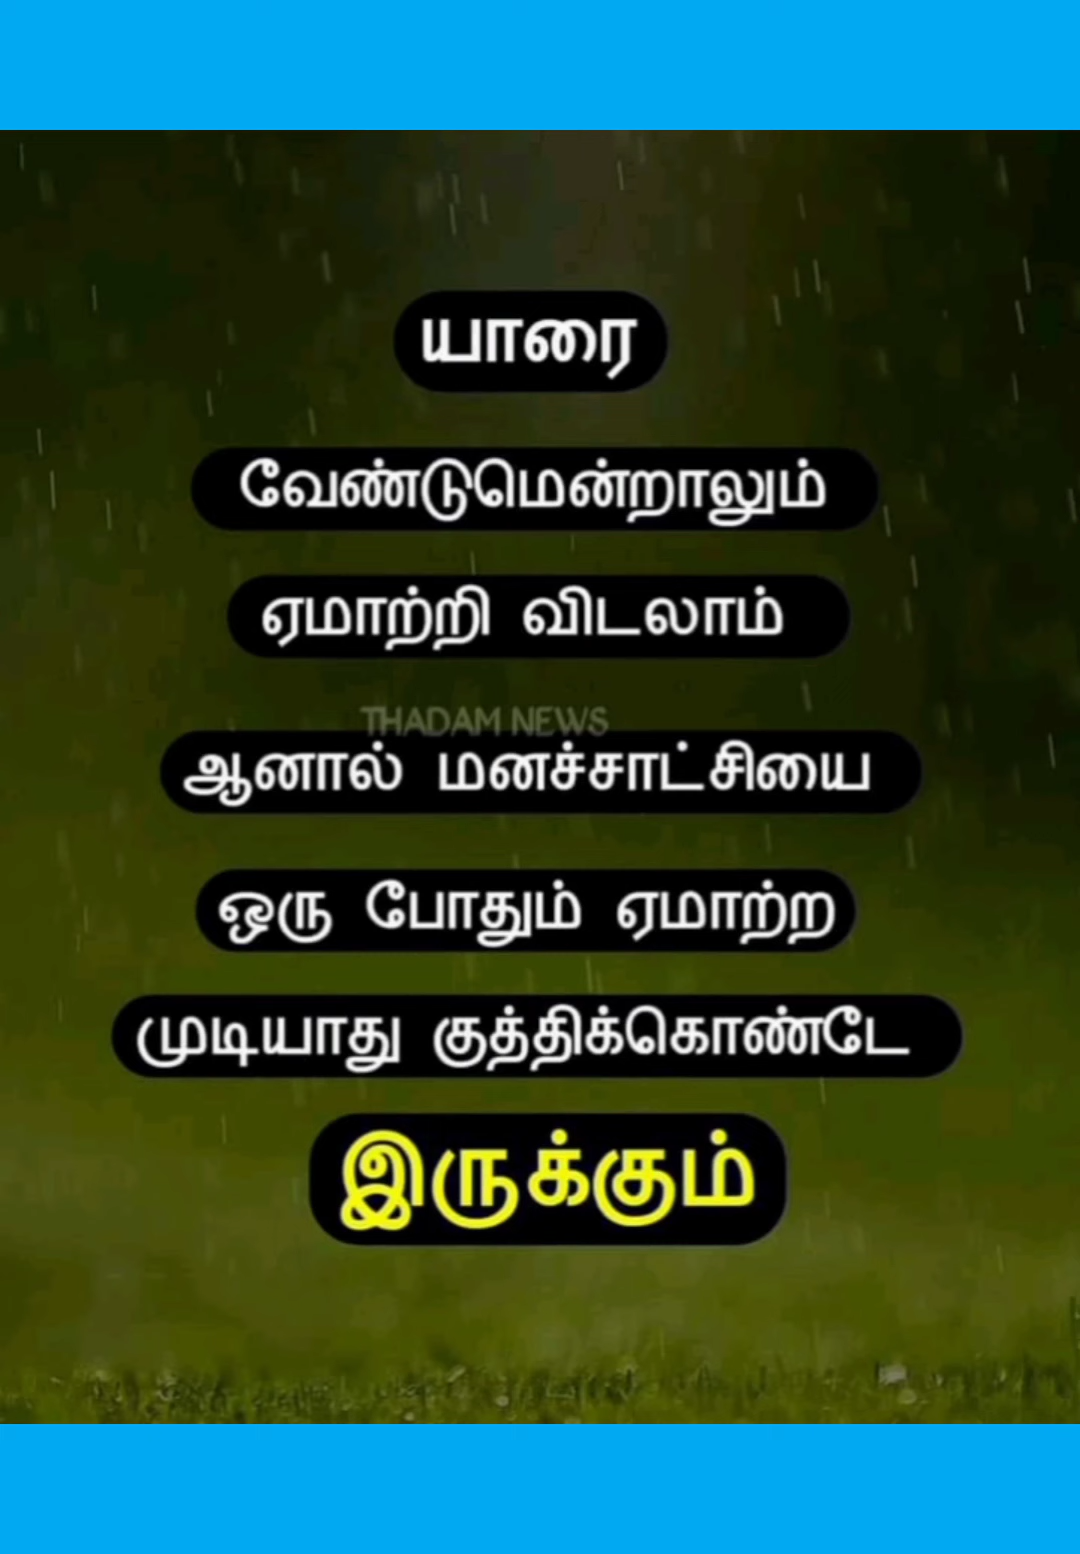 யாரை
வேண்டுமென்றாலும்
ஏமாற்றி விடலாம்
THADAM NEWS
ஆனால் மனச்சாட்சியை
ஒரு போதும் ஏமாற்ற
முடியாது குத்திக்கொண்டே
இருக்கும்